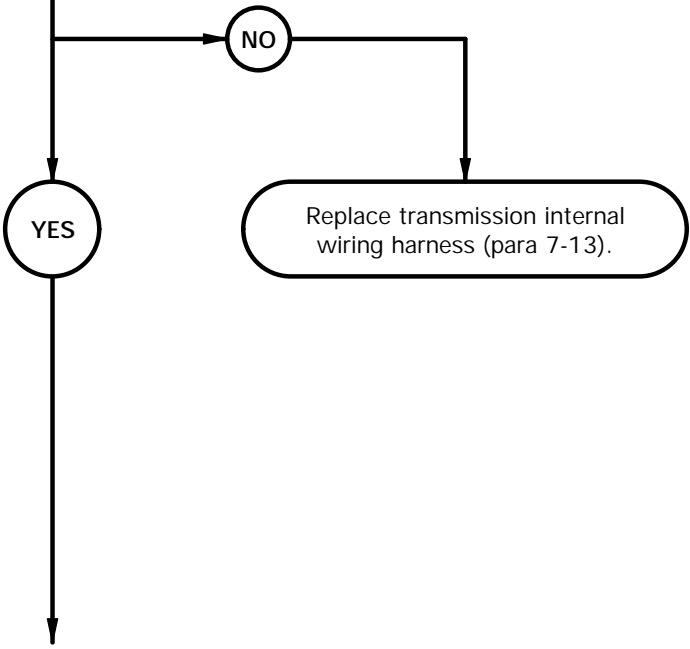 NO
YES
Replace transmission internal
wiring harness (para 7-13).